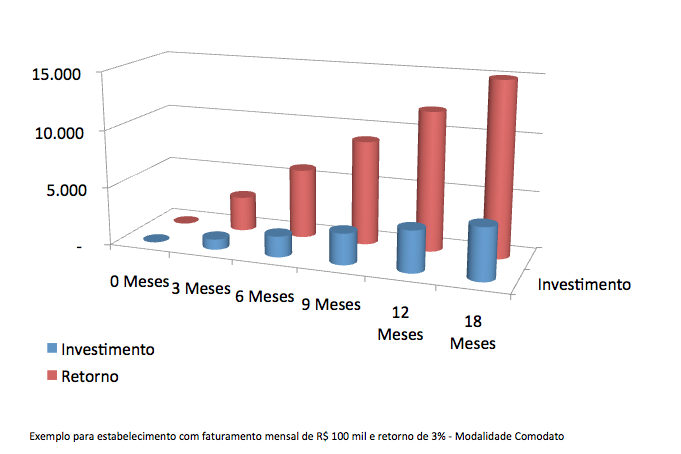 15.000
10.000
5.000
-
0 Meses
3 Meses
6 Meses
9 Meses
12
Meses
18
Meses
Investimento
Investimento
Retorno
Exemplo para estabelecimento com faturamento mensal de R$ 100 mil e retorno de 3% - Modalidade Comodato